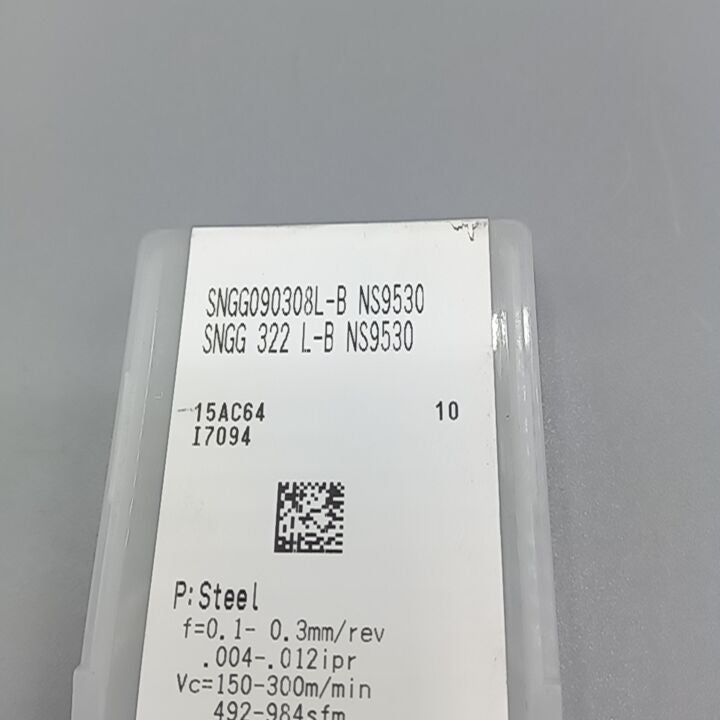 SNGG090308L-B NS9530
SNGG 322 L-B NS9530
15AC64 10
I7094
P:Steel
f=0.1- 0.3mm/rev
.004-.012ipr
Vc=150-300m/min
492-984sfm